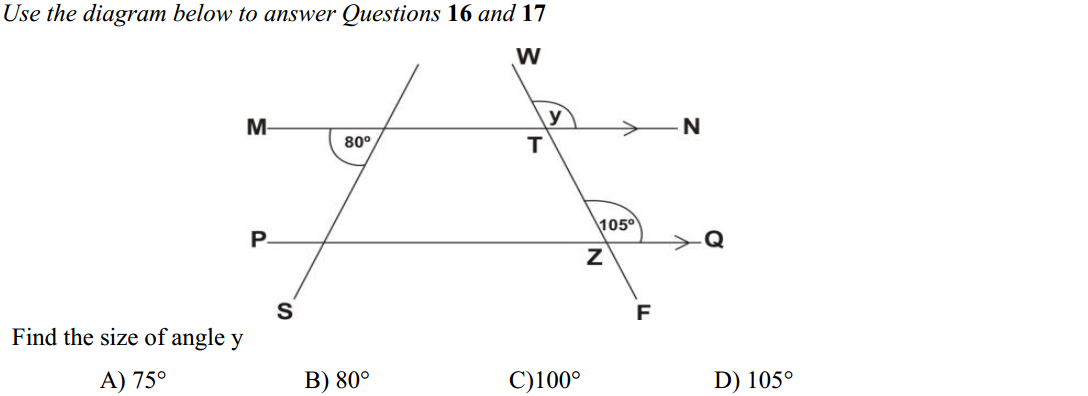 Use the diagram below to answer Questions 16 and 17
W
M
y
N
80°
T
105°
P
Q
Z
S
F
Find the size of angle y
A) 75° B) 80° C)100° D) 105°